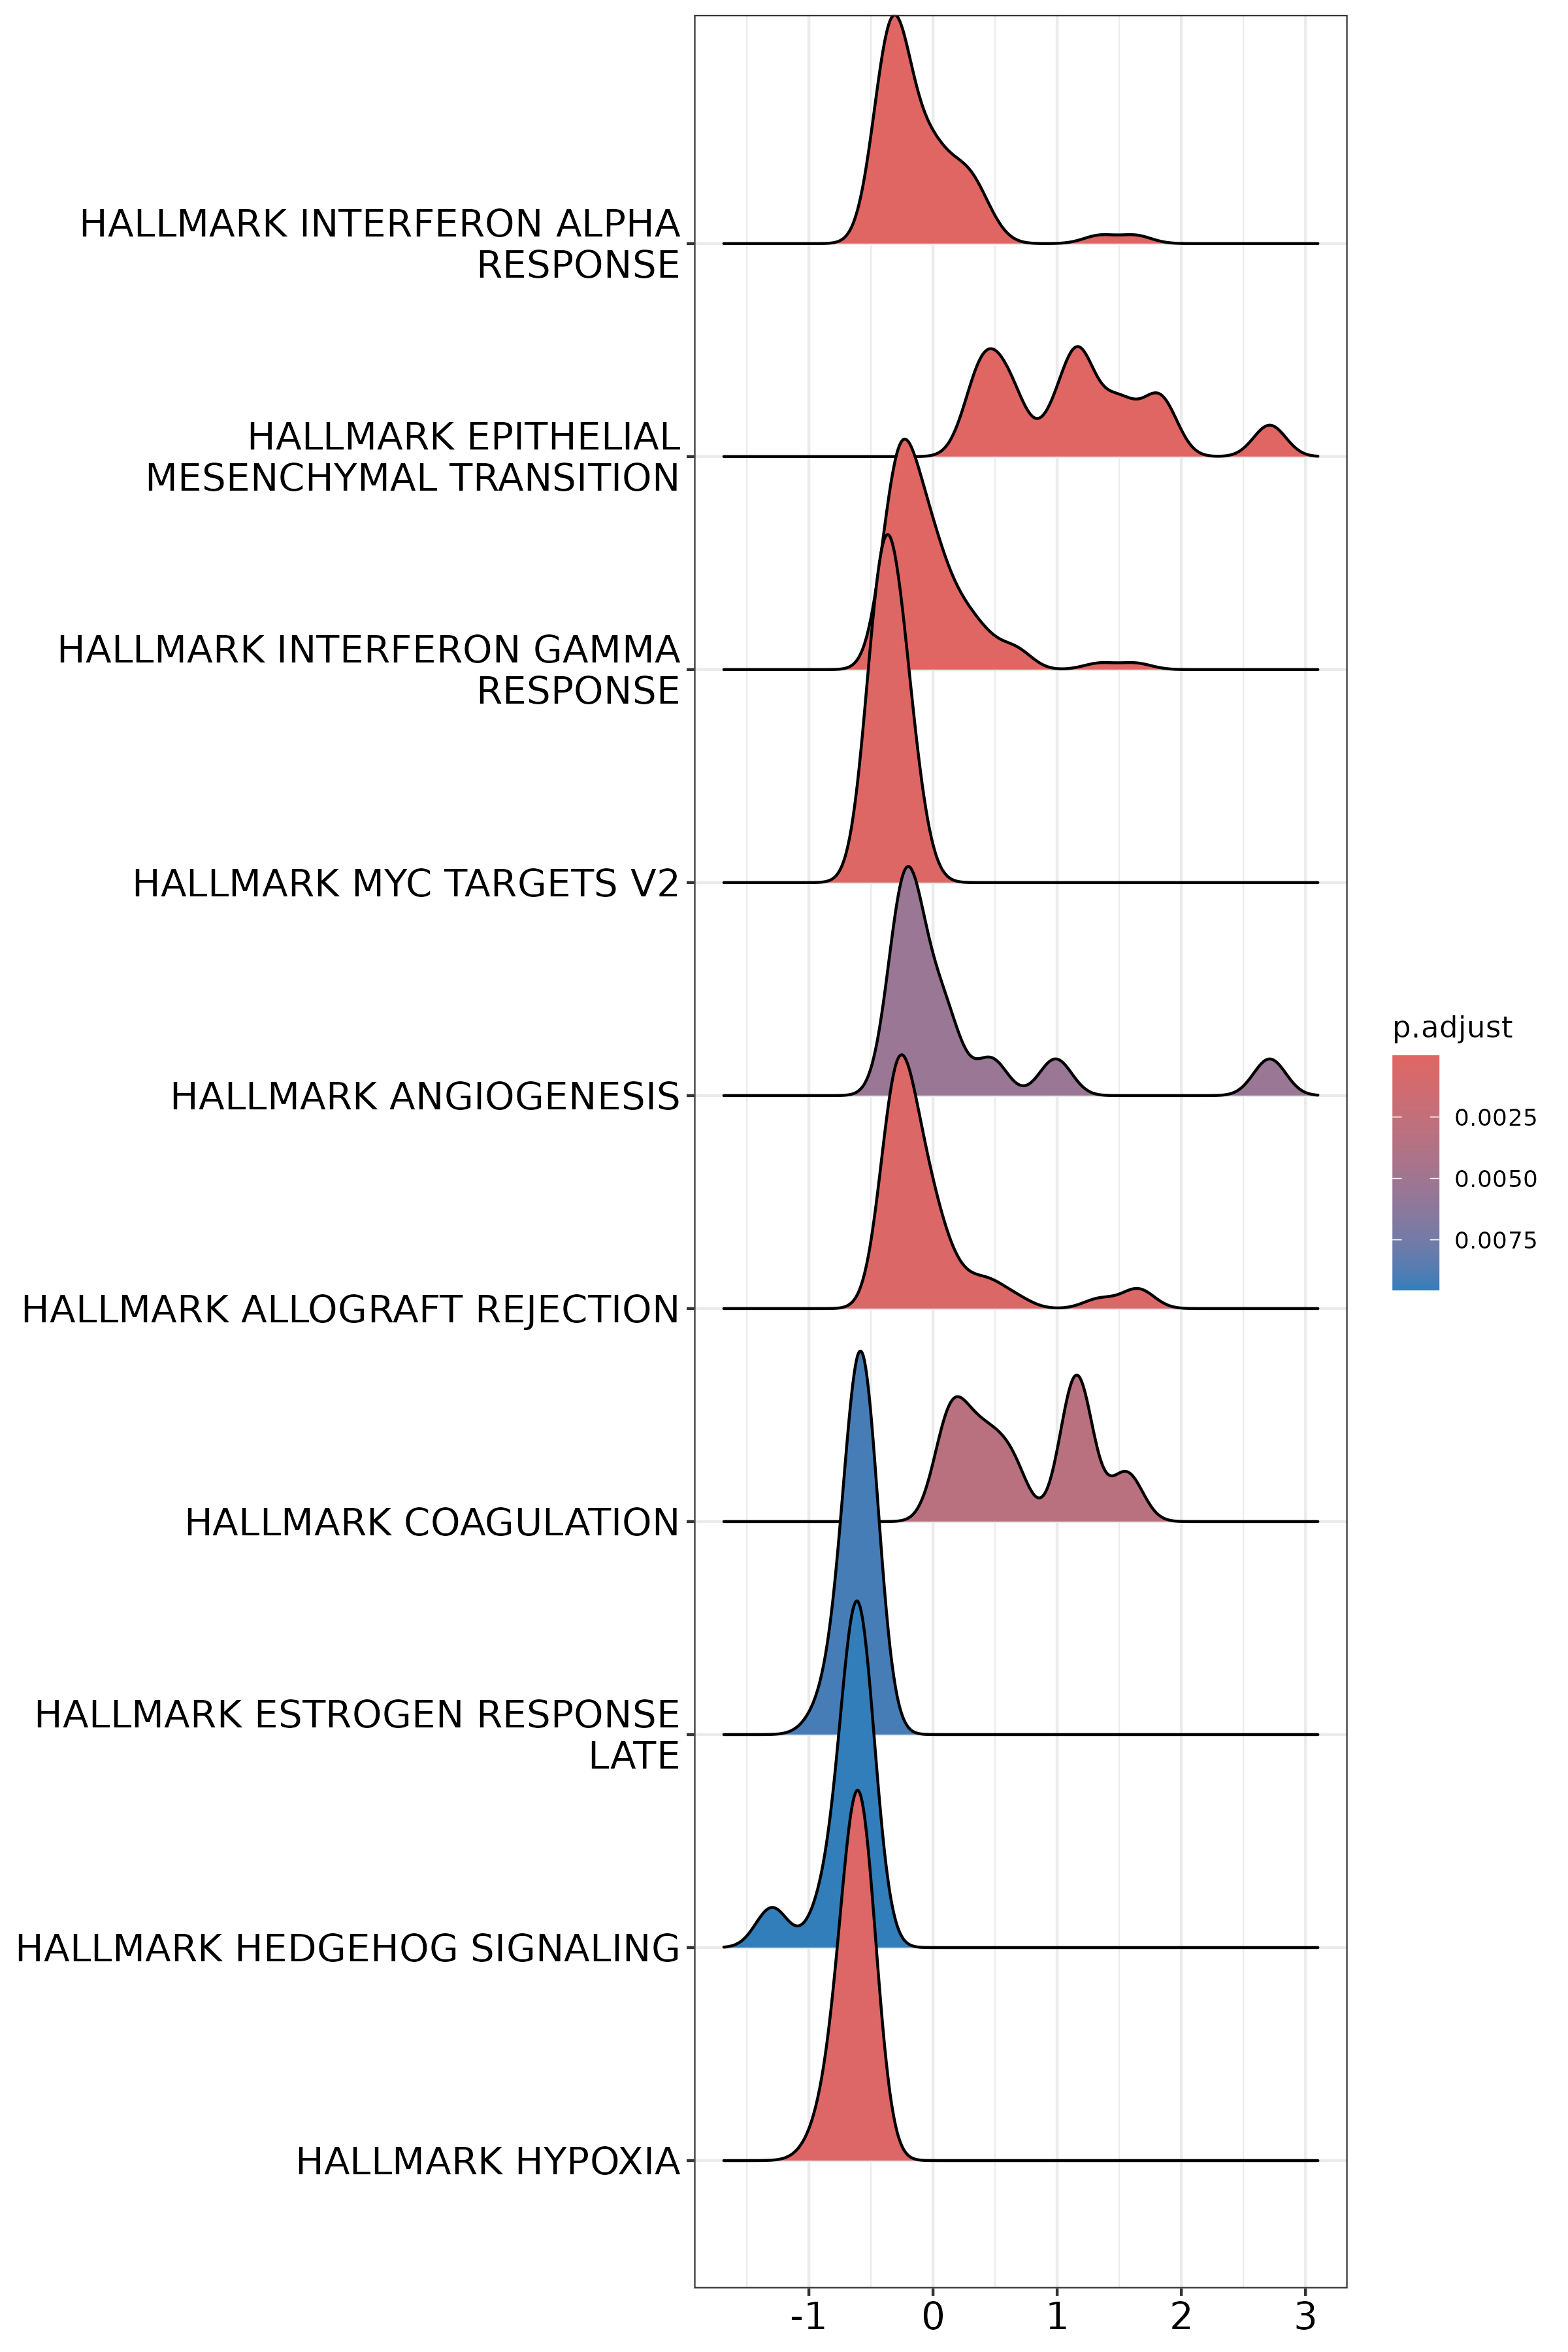 HALLMARK INTERFERON ALPHA
RESPONSE
HALLMARK EPITHELIAL
MESENCHYMAL TRANSITION
HALLMARK INTERFERON GAMMA
RESPONSE
HALLMARK MYC TARGETS V2
HALLMARK ANGIOGENESIS
HALLMARK ALLOGRAFT REJECTION
HALLMARK COAGULATION
HALLMARK ESTROGEN RESPONSE
LATE
HALLMARK HEDGEHOG SIGNALING
HALLMARK HYPOXIA
-1 0 1 2 3
p.adjust
0.0025
0.0050
0.0075